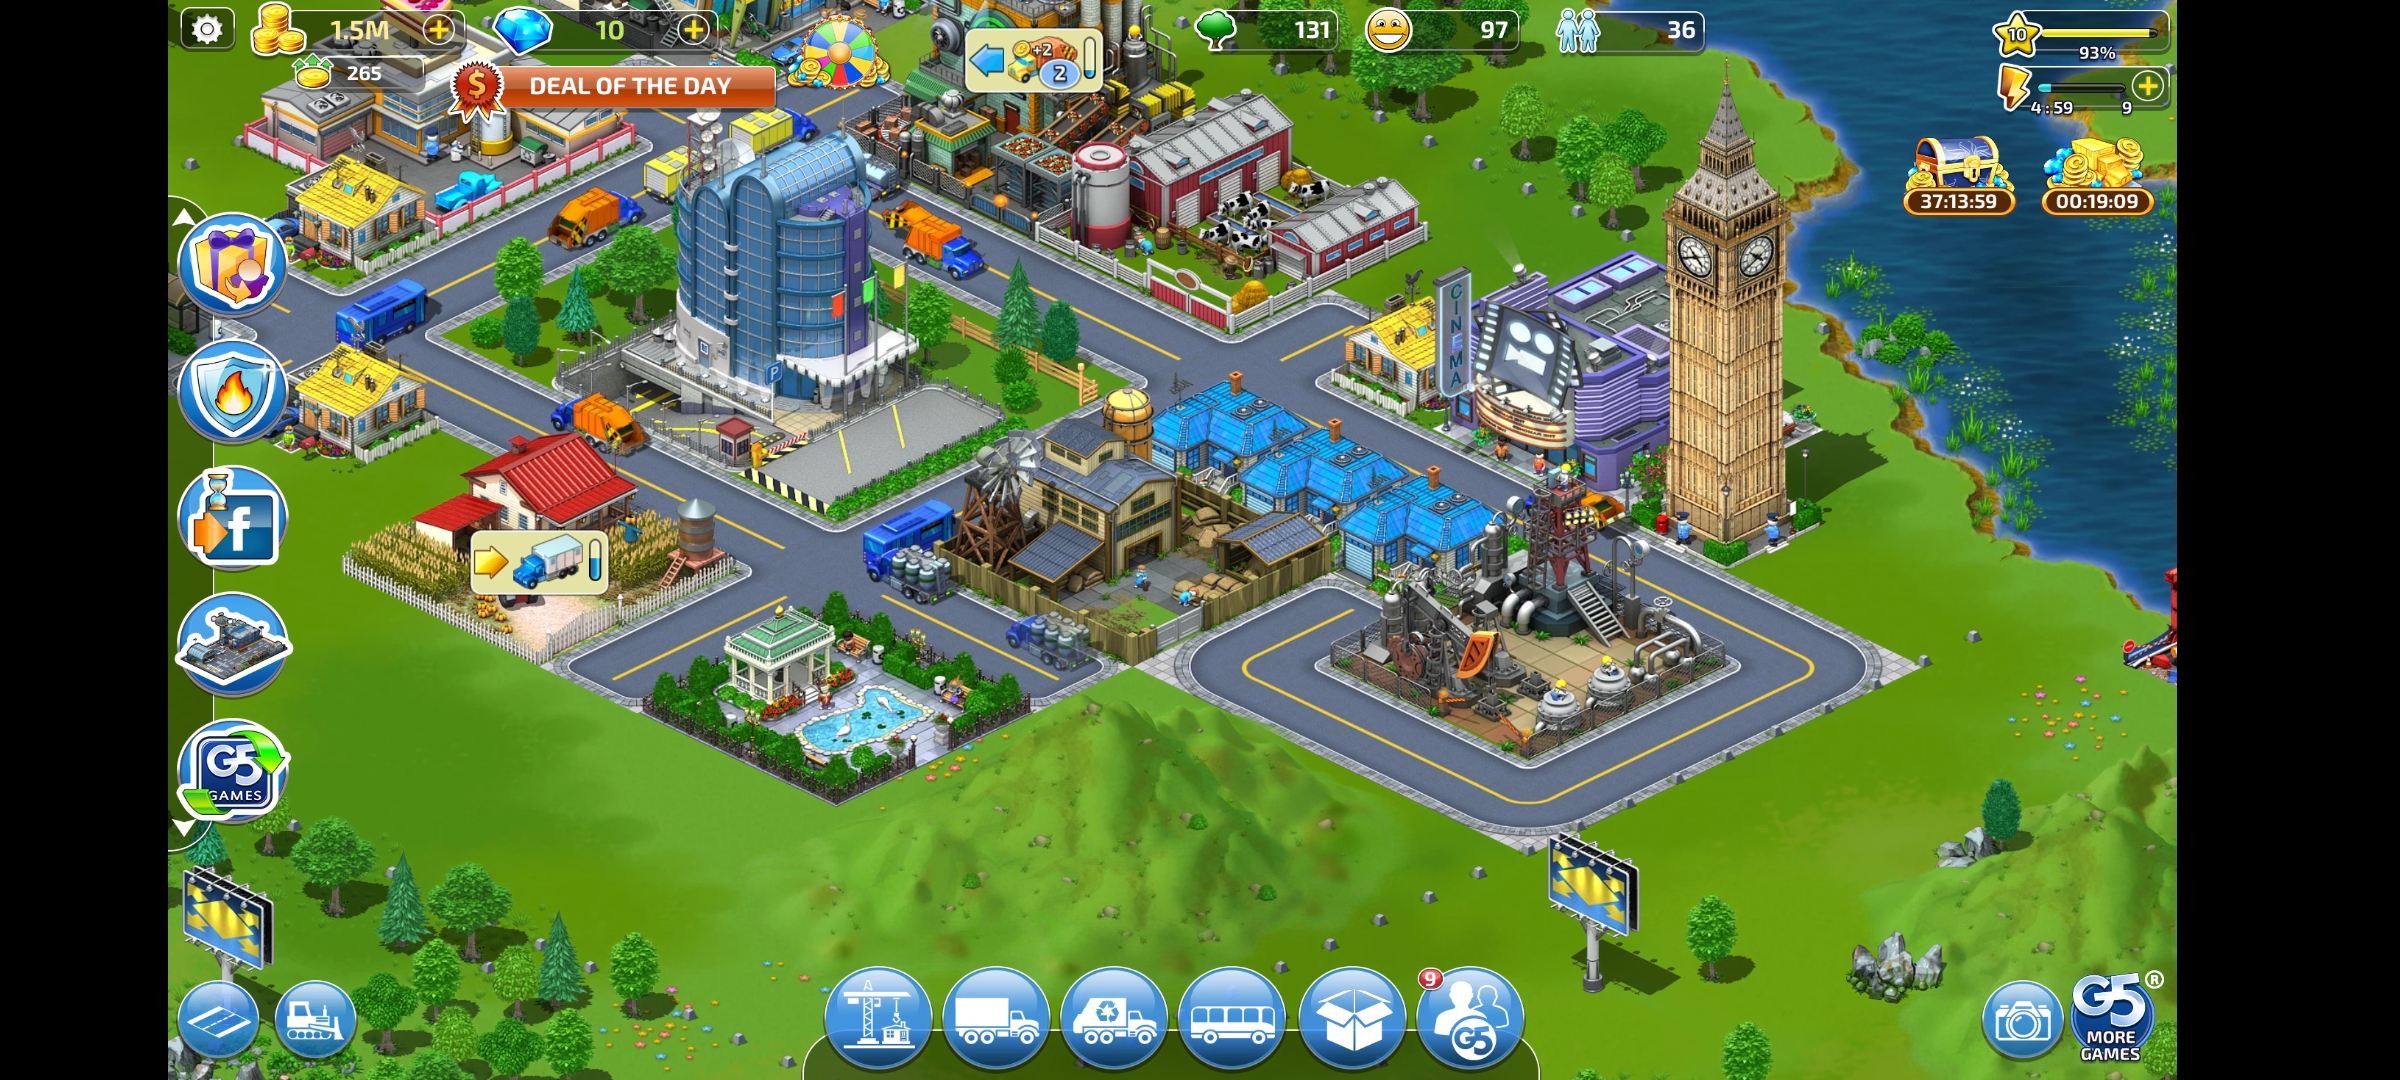 1.5M
10
131
97
36
10
93%
265
DEAL OF THE DAY
+2
2
4:59
9
37:13:59
00:19:09
CINEMA
P
f
G5
GAMES
9
G5
G5®
MORE
GAMES